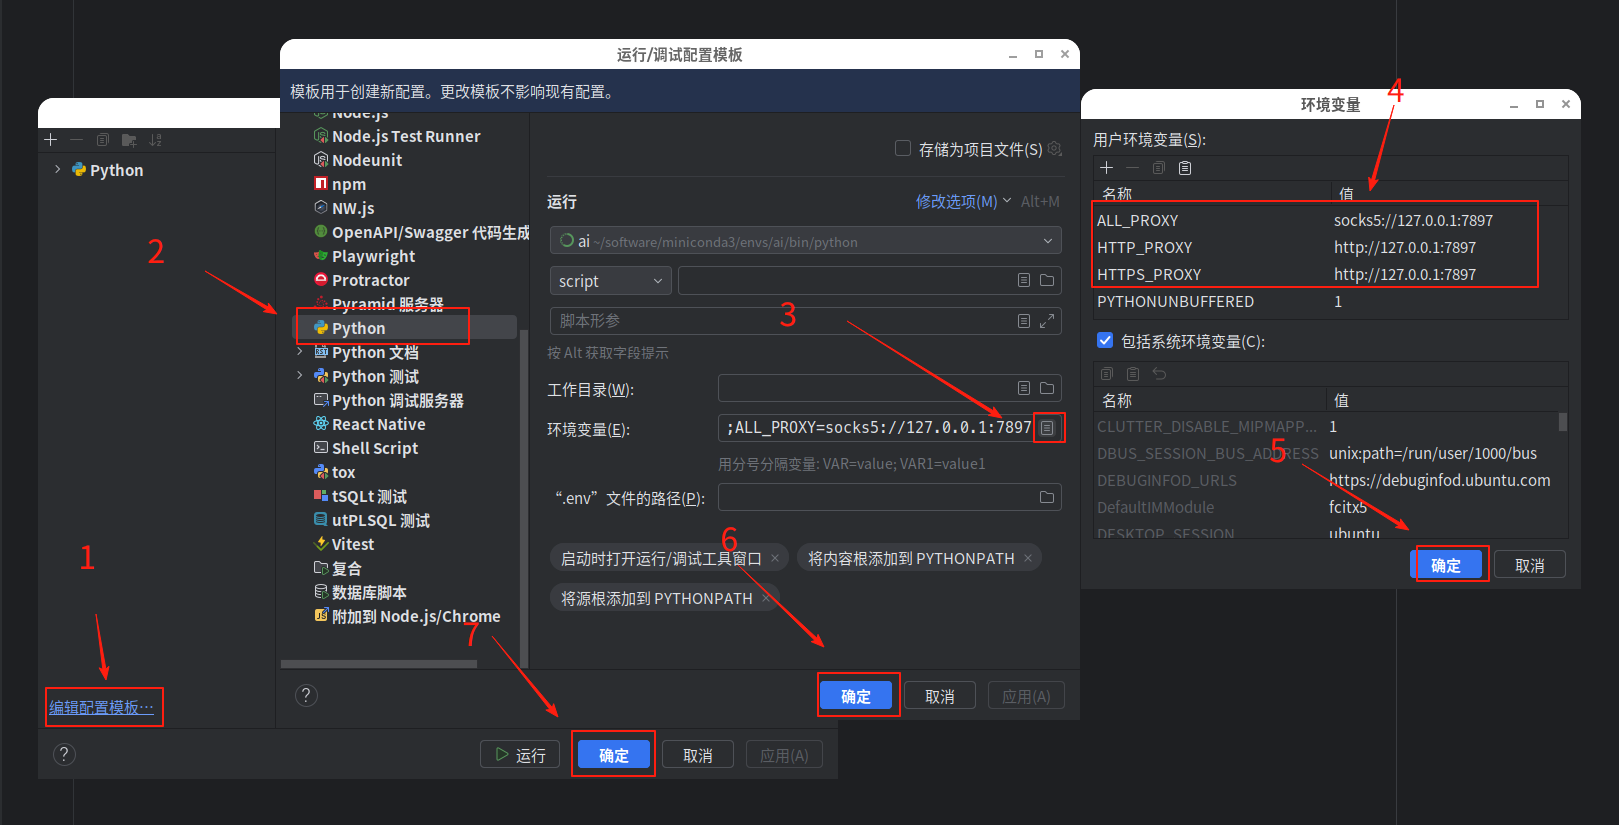 Python
编辑配置模板…
1
2
运行
确定
取消
应用(A)
?
运行/调试配置模板
模板用于创建新配置。更改模板不影响现有配置。
Node.js
Node.js Test Runner
Nodeunit
npm
NW.js
OpenAPI/Swagger 代码生成
Playwright
Protractor
Pyramid 服务器
Python
Python 文档
Python 测试
Python 调试服务器
React Native
Shell Script
tox
tSQLt 测试
utPLSQL 测试
Vitest
复合
数据库脚本
附加到 Node.js/Chrome
7
存储为项目文件(S)
运行
修改选项(M) Alt+M
ai ~/software/miniconda3/envs/ai/bin/python
script
3
脚本形参
按 Alt 获取字段提示
工作目录(W):
环境变量(E): ;ALL_PROXY=socks5://127.0.0.1:7897
用分号分隔变量: VAR=value; VAR1=value1
“.env”文件的路径(P):
6
启动时打开运行/调试工具窗口 ×
将内容根添加到 PYTHONPATH ×
将源根添加到 PYTHONPATH ×
?
确定
取消
应用(A)
4
环境变量
用户环境变量(S):
名称 值
ALL_PROXY socks5://127.0.0.1:7897
HTTP_PROXY http://127.0.0.1:7897
HTTPS_PROXY http://127.0.0.1:7897
PYTHONUNBUFFERED 1
包括系统环境变量(C):
名称 值
CLUTTER_DISABLE_MIPMAPP... 1
DBUS_SESSION_BUS_ADDRESS unix:path=/run/user/1000/bus
DEBUGINFOD_URLS https://debuginfod.ubuntu.com
DefaultIMModule fcitx5
DESKTOP_SESSION ubuntu
5
确定
取消